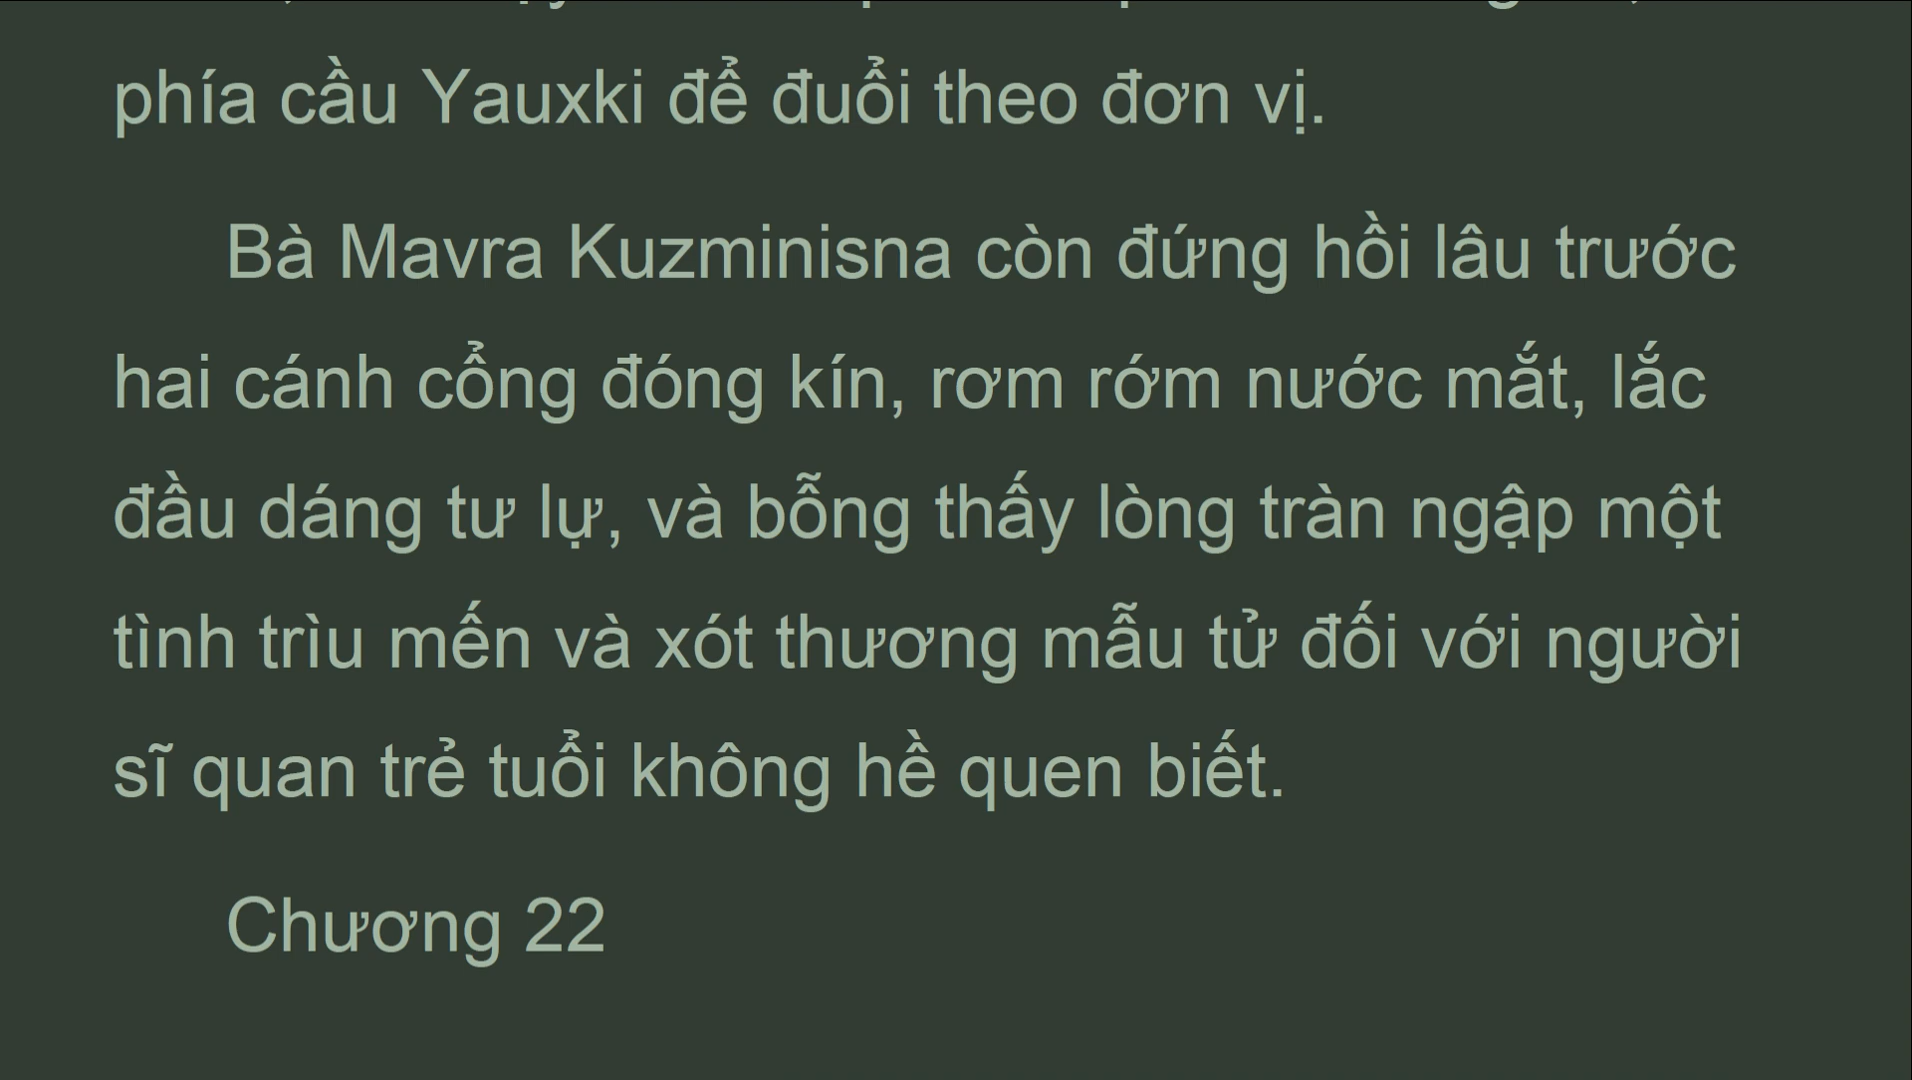 phía cầu Yauxki để đuổi theo đơn vị.
Bà Mavra Kuzminisna còn đứng hồi lâu trước
hai cánh cổng đóng kín, rơm rớm nước mắt, lắc
đầu dáng tư lự, và bỗng thấy lòng tràn ngập một
tình trìu mến và xót thương mẫu tử đối với người
sĩ quan trẻ tuổi không hề quen biết.
Chương 22